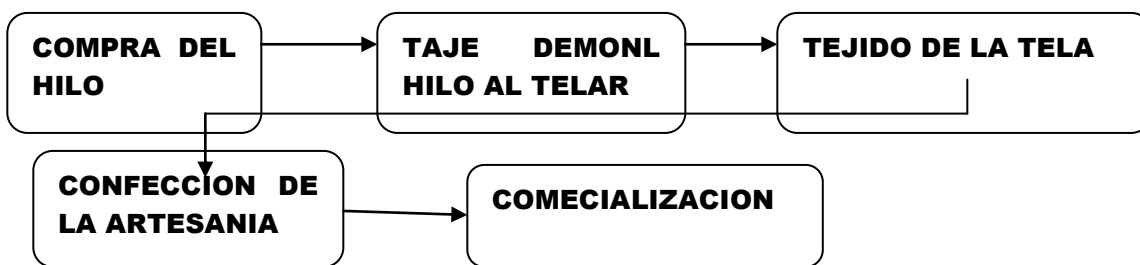 COMPRA DEL
HILO
TAJE DEMONL
HILO AL TELAR
TEJIDO DE LA TELA
CONFECCION DE
LA ARTESANIA
COMECIALIZACION